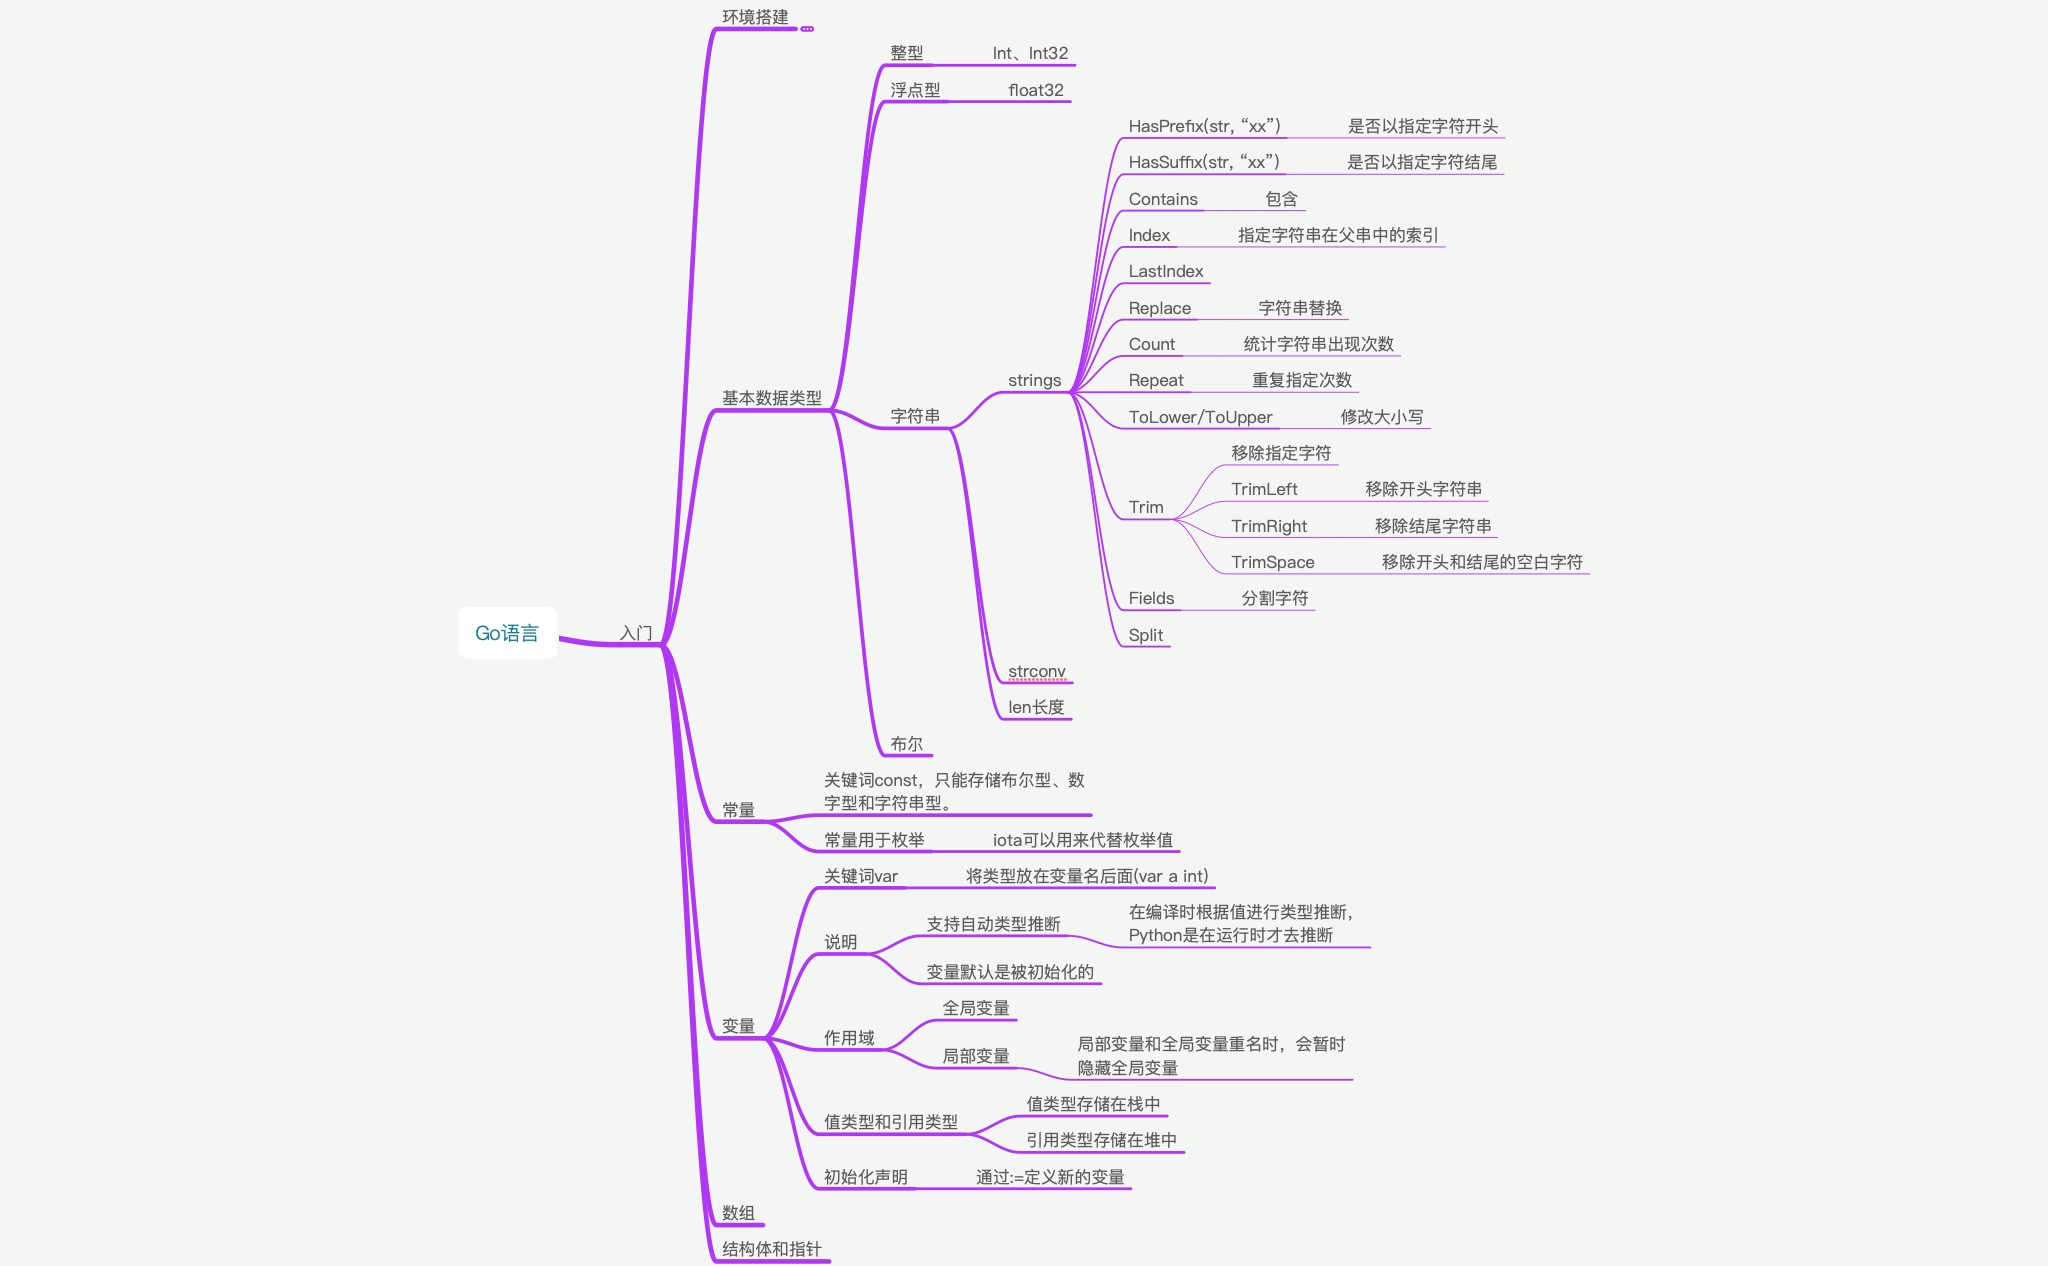 Go语言
入门
环境搭建
基本数据类型
整型
Int、Int32
浮点型
float32
字符串
strings
HasPrefix(str, “xx”)
是否以指定字符开头
HasSuffix(str, “xx”)
是否以指定字符结尾
Contains
包含
Index
指定字符串在父串中的索引
LastIndex
Replace
字符串替换
Count
统计字符串出现次数
Repeat
重复指定次数
ToLower/ToUpper
修改大小写
Trim
移除指定字符
TrimLeft
移除开头字符串
TrimRight
移除结尾字符串
TrimSpace
移除开头和结尾的空白字符
Fields
分割字符
Split
strconv
len长度
布尔
常量
关键词const，只能存储布尔型、数
字型和字符串型。
常量用于枚举
iota可以用来代替枚举值
变量
关键词var
将类型放在变量名后面(var a int)
说明
支持自动类型推断
在编译时根据值进行类型推断，
Python是在运行时才去推断
变量默认是被初始化的
作用域
全局变量
局部变量
局部变量和全局变量重名时，会暂时
隐藏全局变量
值类型和引用类型
值类型存储在栈中
引用类型存储在堆中
初始化声明
通过:=定义新的变量
数组
结构体和指针